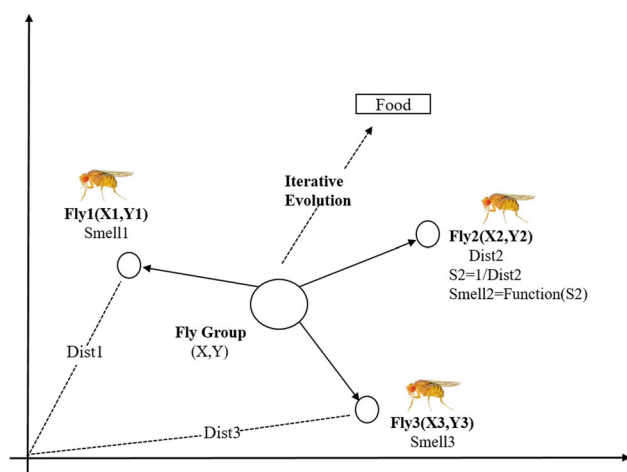 Food
Iterative
Evolution
Fly1(X1,Y1)
Smell1
Fly2(X2,Y2)
Dist2
S2=1/Dist2
Smell2=Function(S2)
Fly Group
(X,Y)
Dist1
Dist3
Fly3(X3,Y3)
Smell3